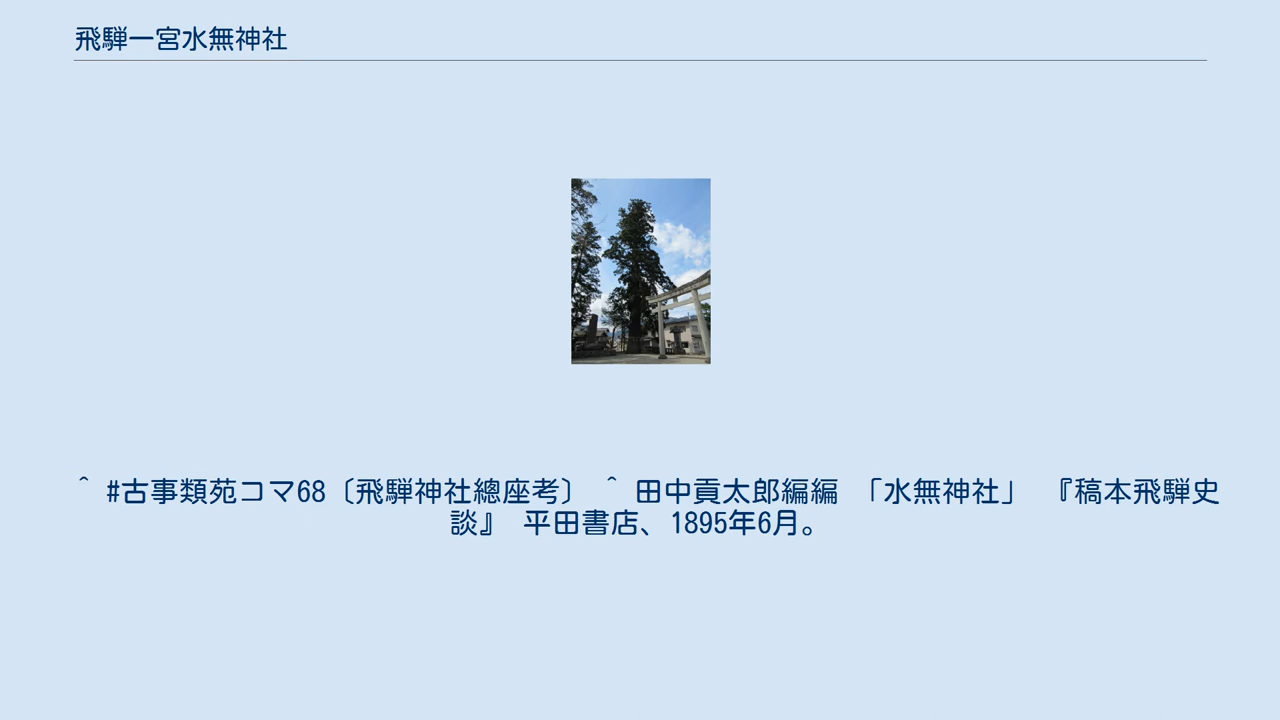 飛騨一宮水無神社
^ #古事類苑コマ68〔飛騨神社總座考〕 ^ 田中貢太郎編編 「水無神社」 『稿本飛騨史
談』 平田書店、1895年6月。